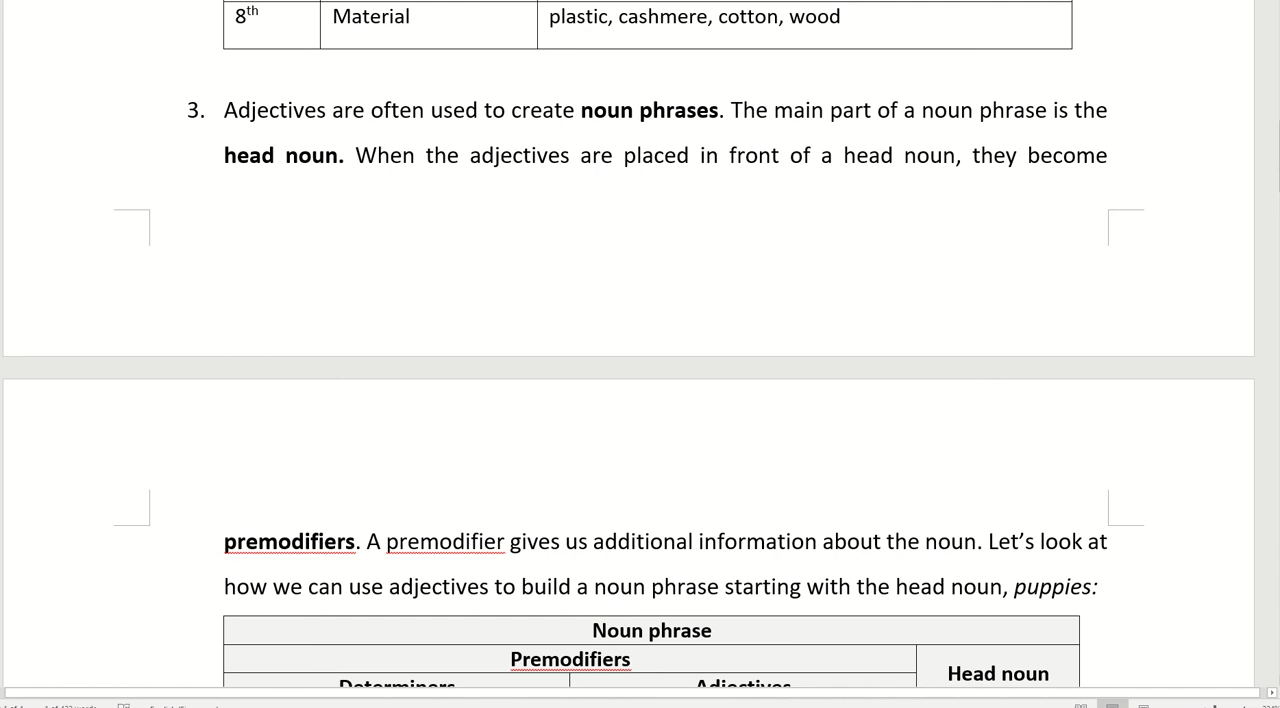 8th Material plastic, cashmere, cotton, wood
3. Adjectives are often used to create noun phrases. The main part of a noun phrase is the
head noun. When the adjectives are placed in front of a head noun, they become
premodifiers. A premodifier gives us additional information about the noun. Let's look at
how we can use adjectives to build a noun phrase starting with the head noun, puppies:
Noun phrase
Premodifiers
Head noun
Determiners Adjectives